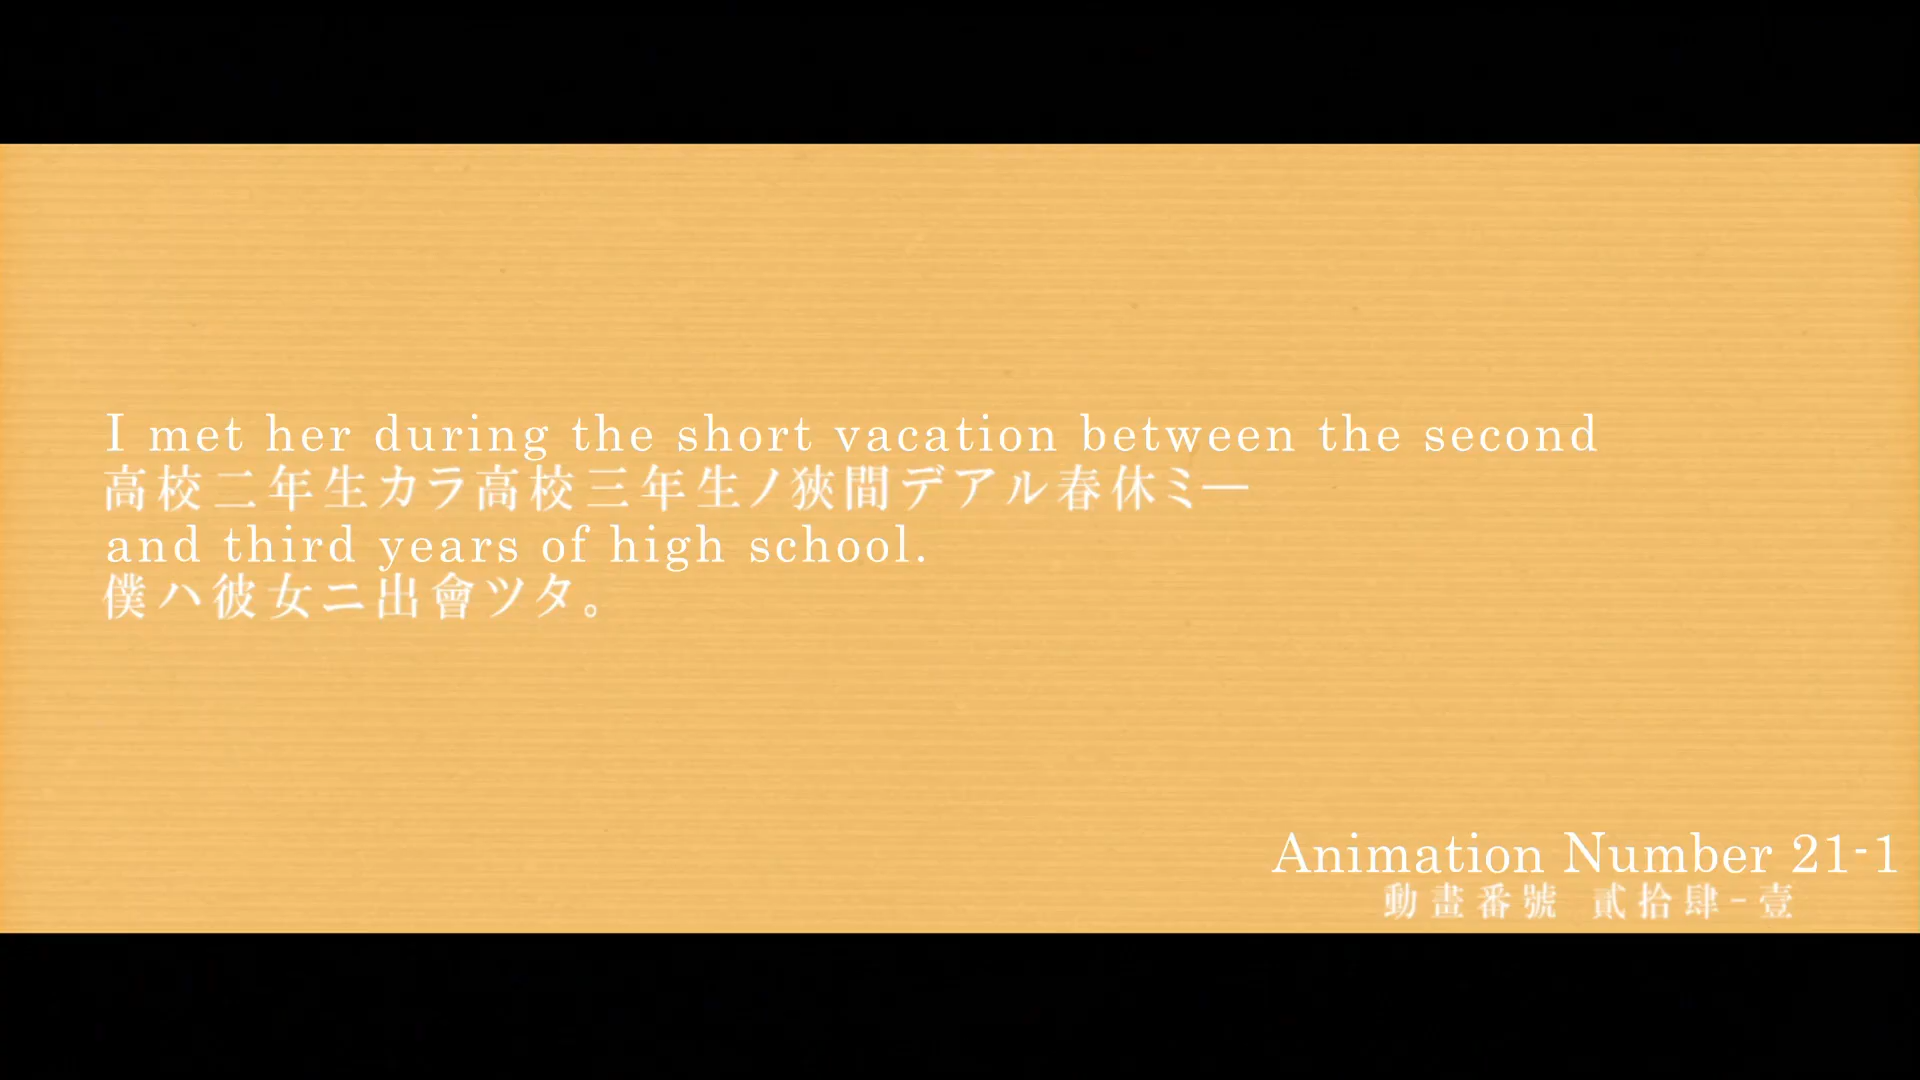 I met her during the short vacation between the second
高校二年生カラ高校三年生ノ狹間デアル春休ミ―
and third years of high school.
僕ハ彼女ニ出會ツタ。
Animation Number 21-1
動畫番號 貳拾肆-壹